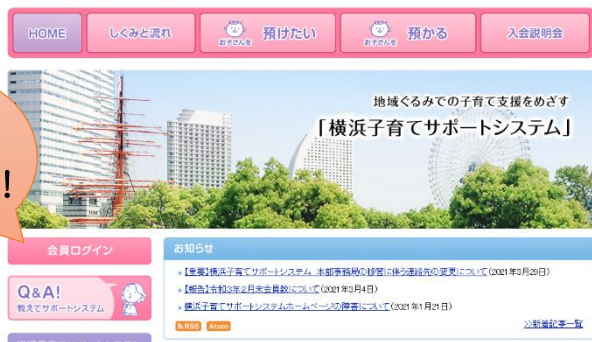 HOME
しくみと流れ
お子さんを 預けたい
お子さんを 預かる
入会説明会
地域ぐるみでの子育て支援をめざす
「横浜子育てサポートシステム」
!
会員ログイン
お知らせ
【重要】横浜子育てサポートシステム 本部事務局の移管に伴う連絡先の変更について(2021年3月29日)
【報告】令和3年2月末会員数について(2021年3月4日)
横浜子育てサポートシステムホームページの障害について(2021年1月21日)
Q&A!
教えてサポートシステム
RSS Atom
>>新着記事一覧